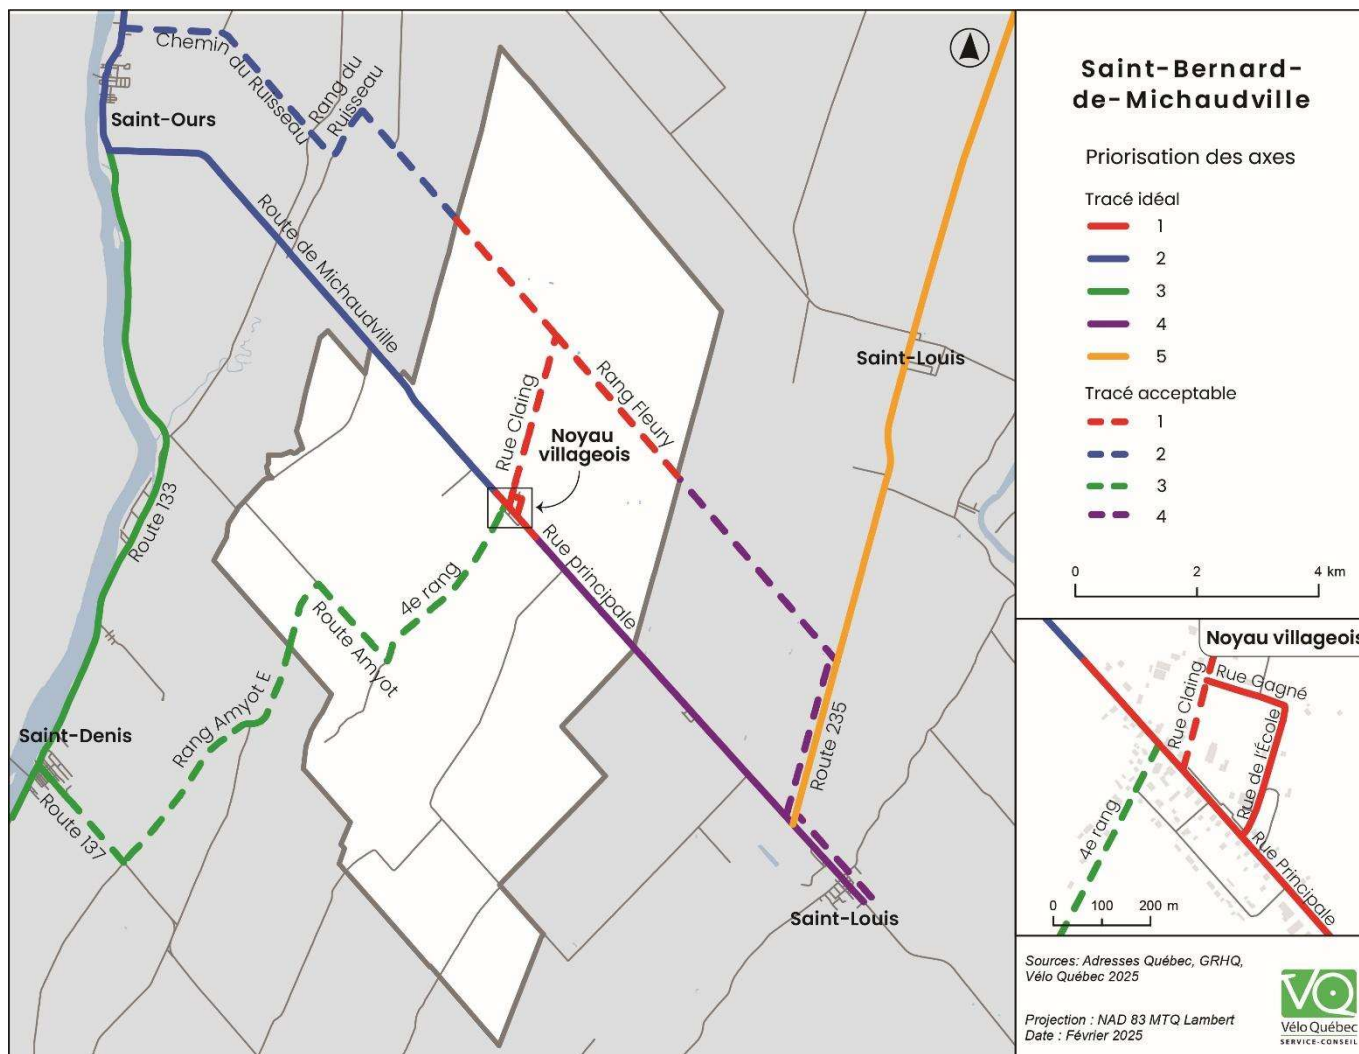 Chemin du Ruisseau
Rang du
Ruisseau
Saint-Ours
Route de Michaudville
Saint-Louis
Rue Claing
Rang Fleury
Noyau
villageois
Route 133
4e rang
Rue principale
Route Amyot
Rang Amyot E
Saint-Denis
Route 137
Route 235
Saint-Louis
Saint-Bernard-
de-Michaudville
Priorisation des axes
Tracé idéal
1
2
3
4
5
Tracé acceptable
1
2
3
4
0 2 4 km
Noyau villageois
Rue Gagné
Rue Claing
Rue de l'École
4e rang
Rue Principale
0 100 200 m
Sources: Adresses Québec, GRHQ,
Vélo Québec 2025
Projection : NAD 83 MTQ Lambert
Date : Février 2025
VQ
Vélo Québec
SERVICE-CONSEIL